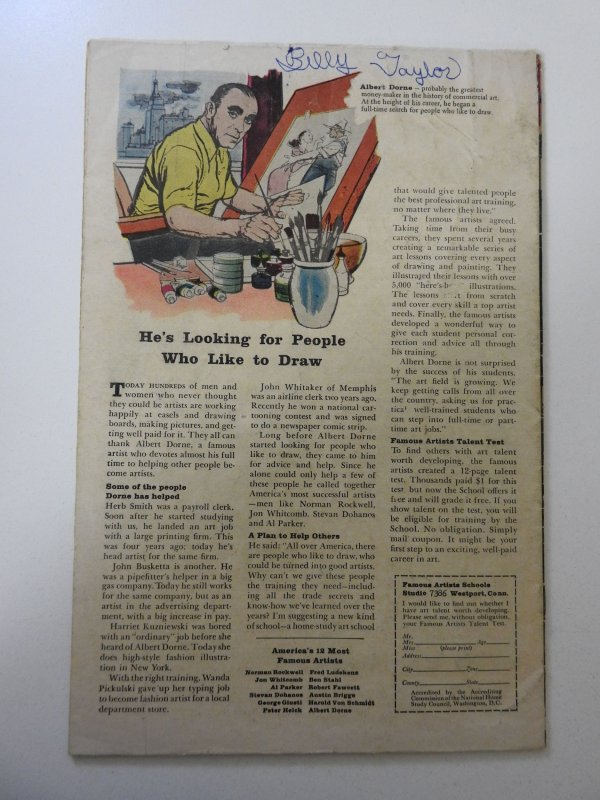 Billy Taylor
Albert Dorne — probably the greatest
money-maker in the history of commercial art.
At the height of his career, he began a
full-time search for people who like to draw.
He's Looking for People
Who Like to Draw
TODAY HUNDREDS of men and
women who never thought
they could be artists are working
happily at easels and drawing
boards, making pictures, and get-
ting well paid for it. They all can
thank Albert Dorne, a famous
artist who devotes almost his full
time to helping other people be-
come artists.
Some of the people
Dorne has helped
Herb Smith was a payroll clerk.
Soon after he started studying
with us, he landed an art job
with a large printing firm. This
was four years ago; today he's
head artist for the same firm.
John Busketta is another. He
was a pipefitter's helper in a big
gas company. Today he still works
for the same company, but as an
artist in the advertising depart-
ment, with a big increase in pay.
Harriet Kuzniewski was bored
with an "ordinary" job before she
heard of Albert Dorne. Today she
does high-style fashion illustra-
tion in New York.
With the right training, Wanda
Pickulski gave up her typing job
to become fashion artist for a local
department store.
John Whitaker of Memphis
was an airline clerk two years ago.
Recently he won a national car-
tooning contest and was signed
to do a newspaper comic strip.
Long before Albert Dorne
started looking for people who
like to draw, they came to him
for advice and help. Since he
alone could only help a few of
these people he called together
America's most successful artists
—men like Norman Rockwell,
Jon Whitcomb, Stevan Dohanos
and Al Parker.
A Plan to Help Others
He said: "All over America, there
are people who like to draw, who
could be turned into good artists.
Why can't we give these people
the training they need—includ-
ing all the trade secrets and
know-how we've learned over the
years? I'm suggesting a new kind
of school—a home-study art school
America's 12 Most
Famous Artists
Norman Rockwell Fred Ludekens
Jon Whitcomb Ben Stahl
Al Parker Robert Fawcett
Stevan Dohanos Austin Briggs
George Giusti Harold Von Schmidt
Peter Helck Albert Dorne
that would give talented people
the best professional art training,
no matter where they live."
The famous artists agreed.
Taking time from their busy
careers, they spent several years
creating a remarkable series of
art lessons covering every aspect
of drawing and painting. They
illustrated their lessons with over
5,000 "here's illustrations.
The lessons from scratch
and cover every skill a top artist
needs. Finally, the famous artists
developed a wonderful way to
give each student personal cor-
rection and advice all through
his training.
Albert Dorne is not surprised
by the success of his students.
"The art field is growing. We
keep getting calls from all over
the country, asking us for prac-
tical well-trained students who
can step into full-time or part-
time art jobs."
Famous Artists Talent Test
To find others with art talent
worth developing, the famous
artists created a 12-page talent
test. Thousands paid $1 for this
test but now the School offers it
free and will grade it free. If you
show talent on the test, you will
be eligible for training by the
School. No obligation. Simply
mail coupon. It might be your
first step to an exciting, well-paid
career in art.
Famous Artists Schools
Studio 7386 Westport, Conn.
I would like to find out whether I
have art talent worth developing.
Please send me, without obligation,
your Famous Artists Talent Test.
Mr.
Mrs. Age
Miss (please print)
Address
City Zone
County State
Accredited by the Accrediting
Commission of the National Home
Study Council, Washington, D.C.